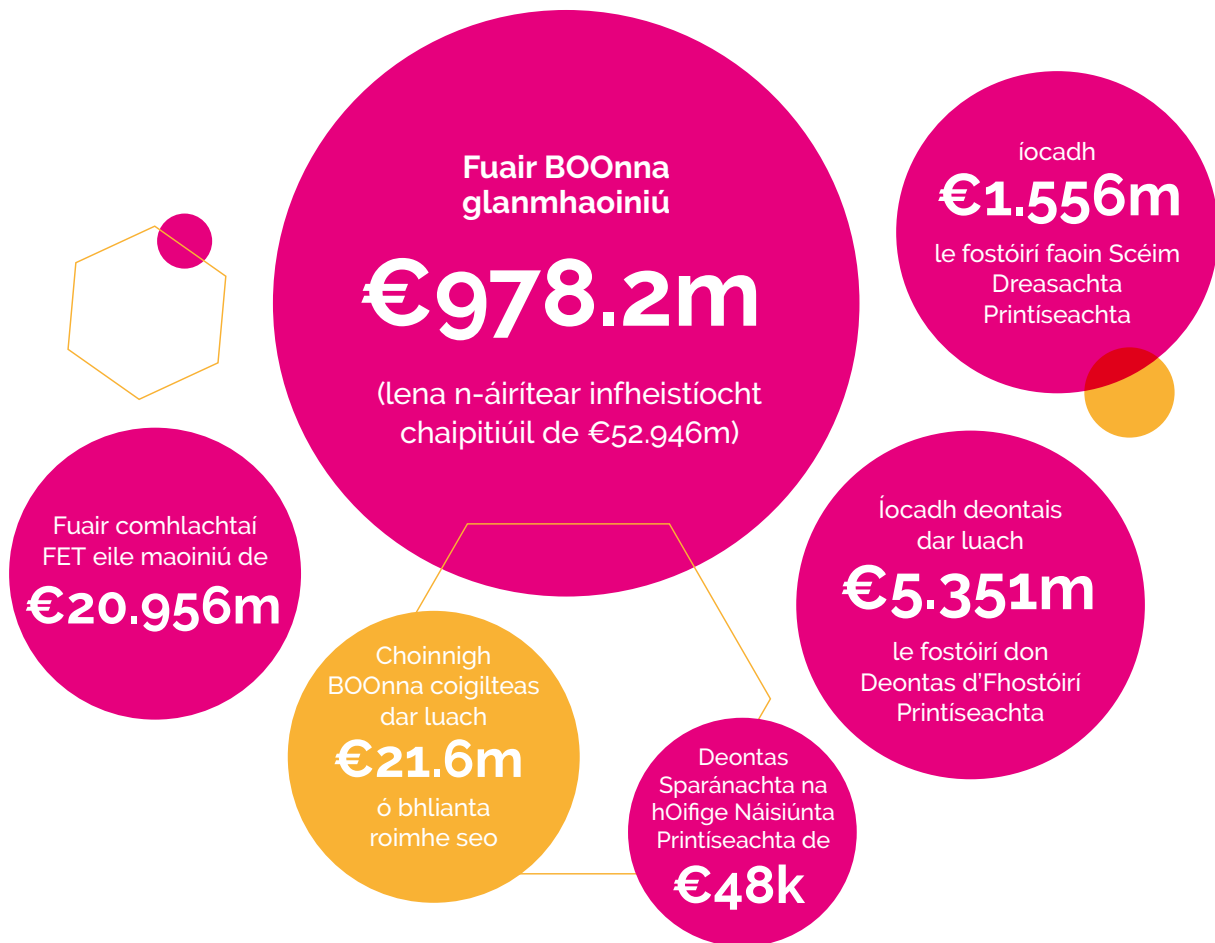 Fuair BOOnna
glanmhaoiniú
€978.2m
(lena n-áirítear infheistíocht
chaipitiúil de €52.946m)
íocadh
€1.556m
le fostóirí faoin Scéim
Dreasachta
Printíseachta
Fuair comhlachtaí
FET eile maoiniú de
€20.956m
Íocadh deontais
dar luach
€5.351m
le fostóirí don
Deontas d'Fhostóirí
Printíseachta
Choinnigh
BOOnna coigilteas
dar luach
€21.6m
ó bhlianta
roimhe seo
Deontas
Sparánachta na
hOifige Náisiúnta
Printíseachta de
€48k